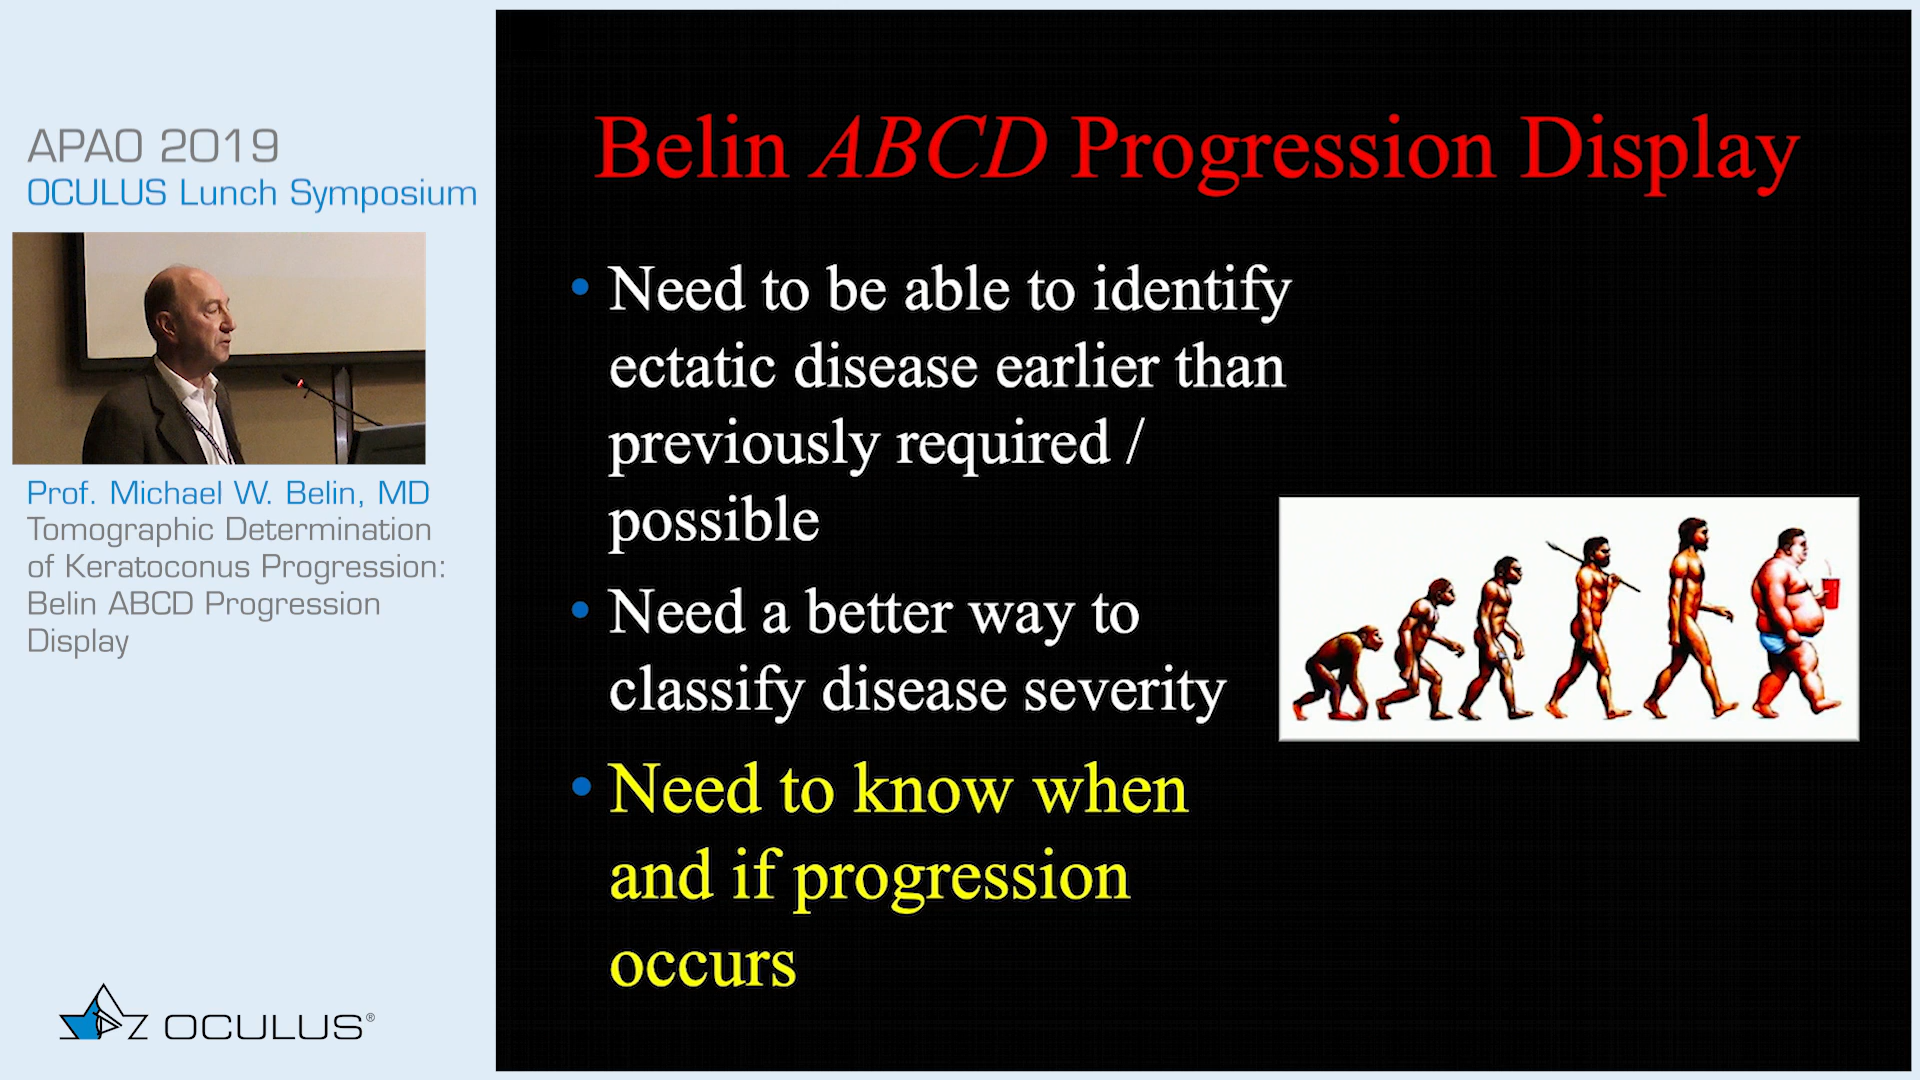 APAO 2019
OCULUS Lunch Symposium
Prof. Michael W. Belin, MD
Tomographic Determination
of Keratoconus Progression:
Belin ABCD Progression
Display
OCULUS®
Belin ABCD Progression Display
• Need to be able to identify
ectatic disease earlier than
previously required /
possible
• Need a better way to
classify disease severity
• Need to know when
and if progression
occurs